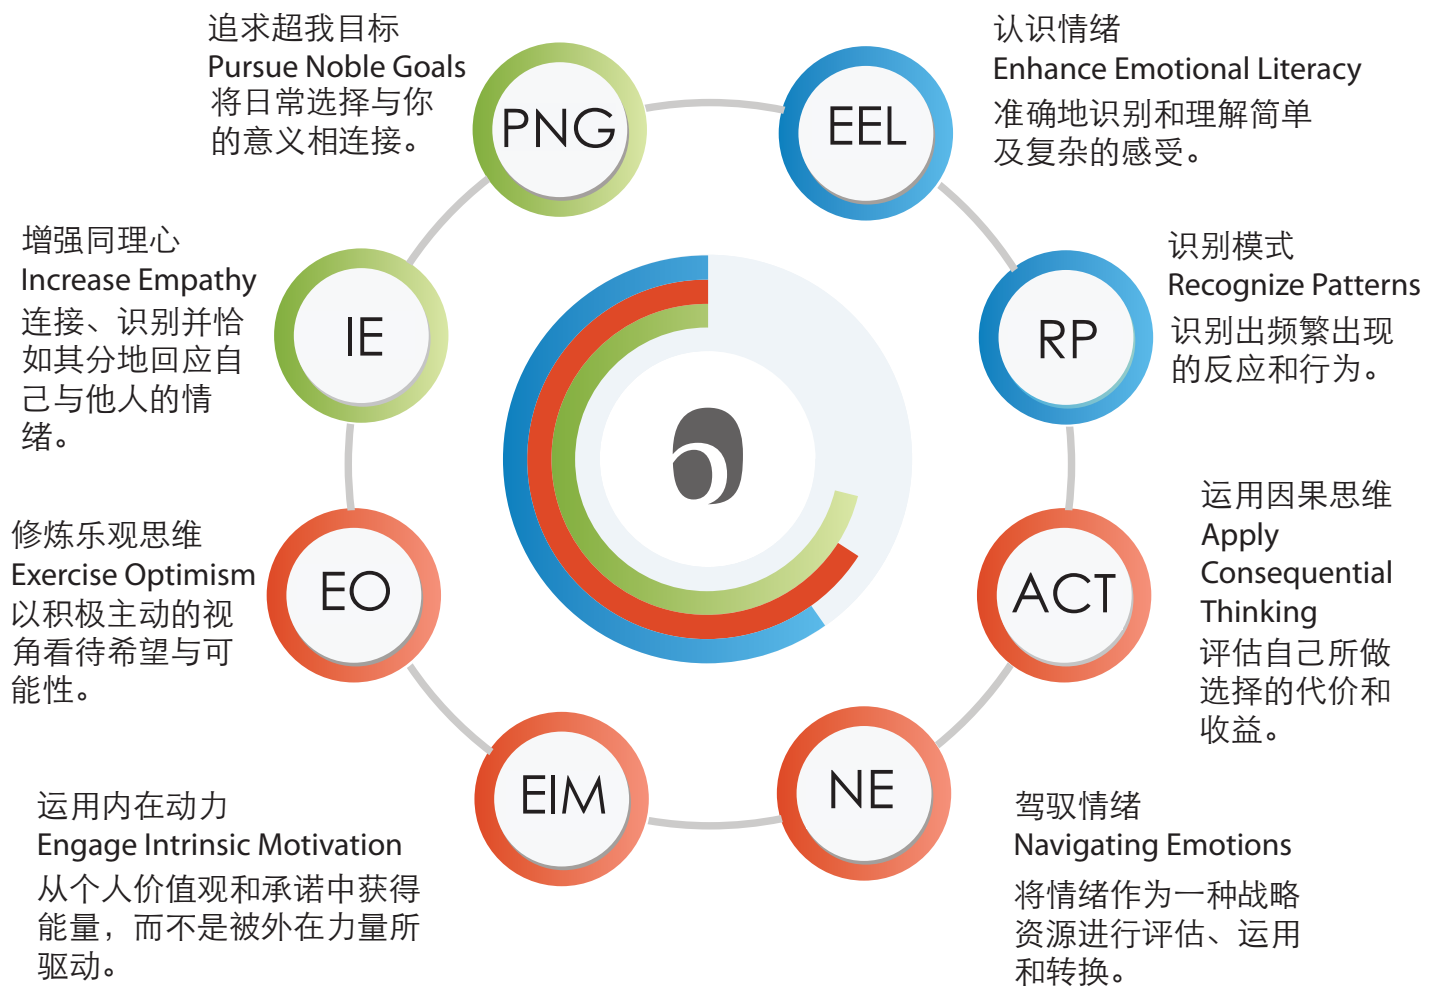 追求超我目标
Pursue Noble Goals
将日常选择与你
的意义相连接。
PNG
认识情绪
Enhance Emotional Literacy
准确地识别和理解简单
及复杂的感受。
EEL
识别模式
Recognize Patterns
识别出频繁出现
的反应和行为。
RP
运用因果思维
Apply
Consequential
Thinking
评估自己所做
选择的代价和
收益。
ACT
驾驭情绪
Navigating Emotions
将情绪作为一种战略
资源进行评估、运用
和转换。
NE
运用内在动力
Engage Intrinsic Motivation
从个人价值观和承诺中获得
能量，而不是被外在力量所
驱动。
EIM
修炼乐观思维
Exercise Optimism
以积极主动的视
角看待希望与可
能性。
EO
增强同理心
Increase Empathy
连接、识别并恰
如其分地回应自
己与他人的情
绪。
IE
6